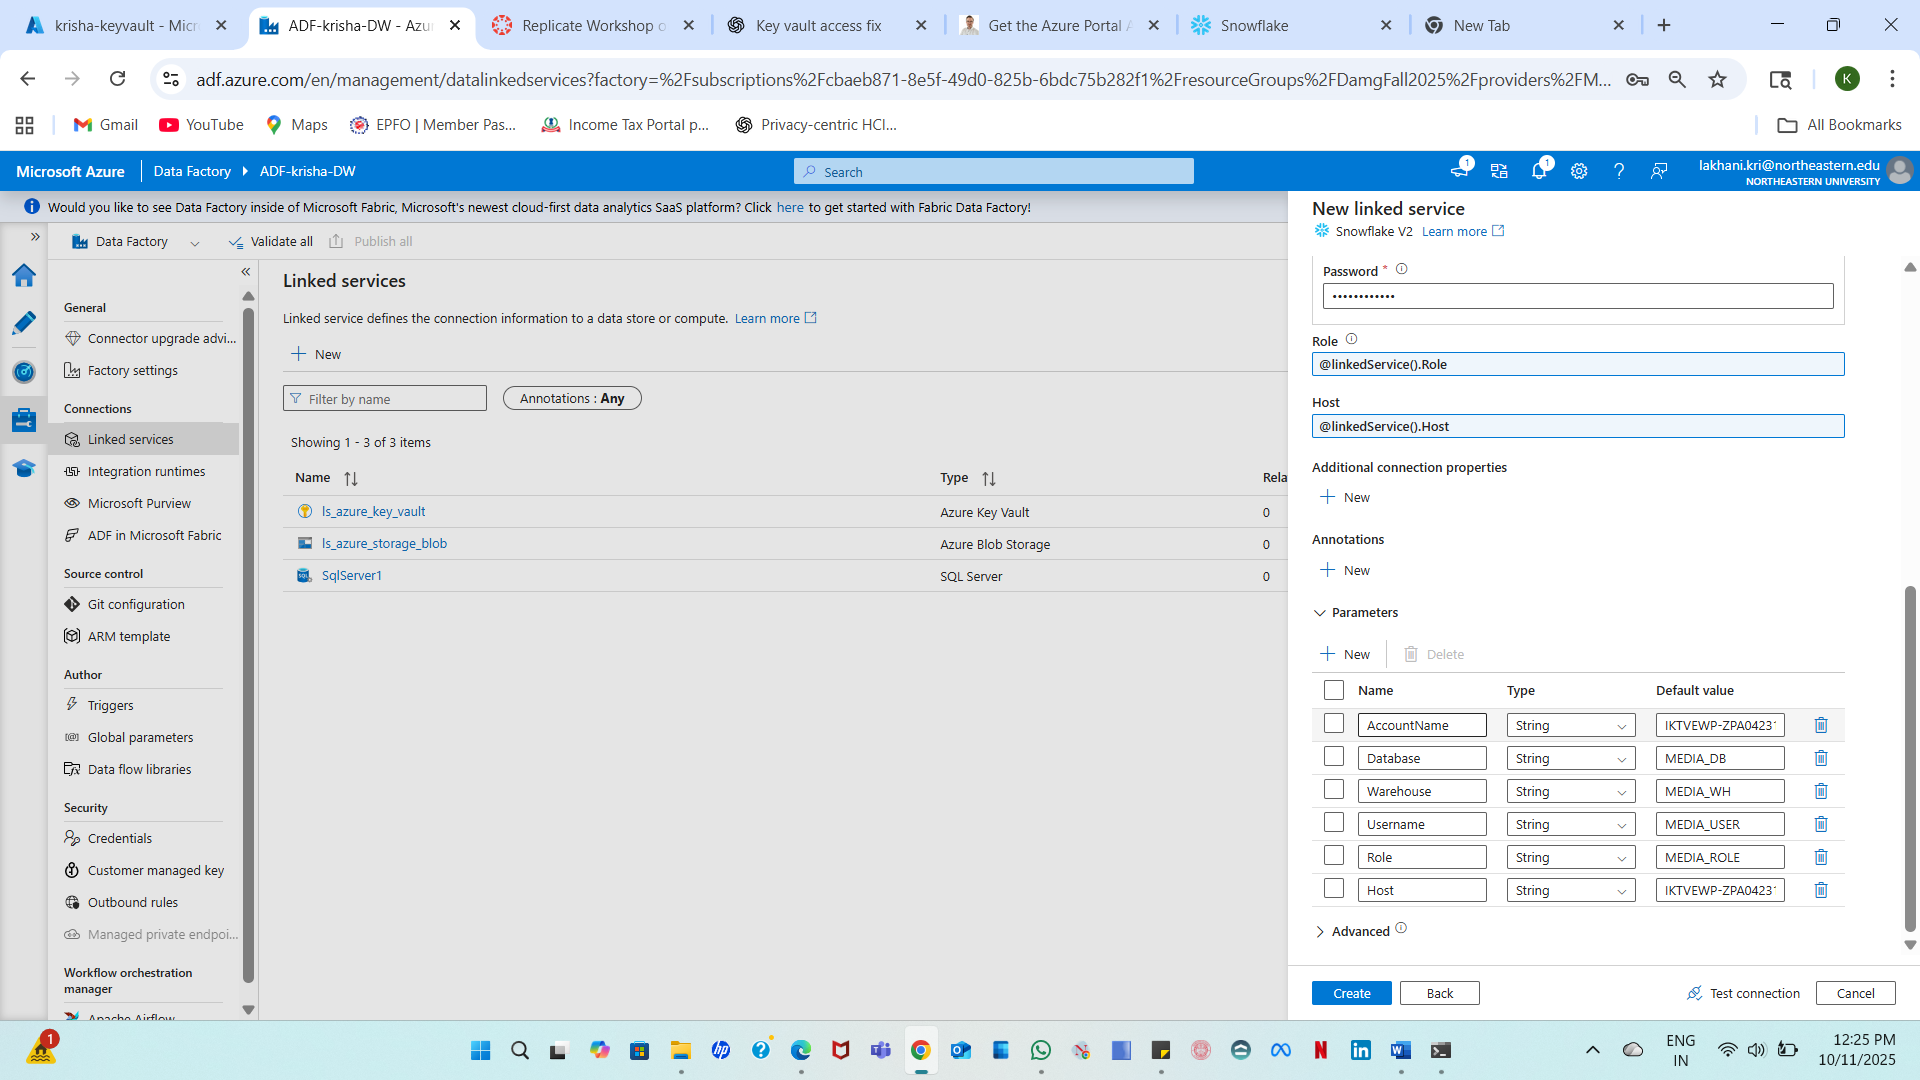 krisha-keyvault - Micr
ADF-krisha-DW - Azur
Replicate Workshop o
Key vault access fix
Get the Azure Portal A
Snowflake
New Tab
adf.azure.com/en/management/datalinkedservices?factory=%2Fsubscriptions%2Fcbaeb871-8e5f-49d0-825b-6bdc75b282f1%2FresourceGroups%2FDamgFall2025%2Fproviders%2FM...
K
Gmail
YouTube
Maps
EPFO | Member Pas...
Income Tax Portal p...
Privacy-centric HCI...
All Bookmarks
Microsoft Azure
Data Factory
ADF-krisha-DW
Search
1
1
lakhani.kri@northeastern.edu
NORTHEASTERN UNIVERSITY
Would you like to see Data Factory inside of Microsoft Fabric, Microsoft's newest cloud-first data analytics SaaS platform? Click here to get started with Fabric Data Factory!
Data Factory
Validate all
Publish all
General
Connector upgrade advi...
Factory settings
Connections
Linked services
Integration runtimes
Microsoft Purview
ADF in Microsoft Fabric
Source control
Git configuration
ARM template
Author
Triggers
Global parameters
Data flow libraries
Security
Credentials
Customer managed key
Outbound rules
Managed private endpoi...
Workflow orchestration
manager
Apache Airflow
Linked services
Linked service defines the connection information to a data store or compute. Learn more
New
Filter by name
Annotations : Any
Showing 1 - 3 of 3 items
Name Type Rela
ls_azure_key_vault Azure Key Vault 0
ls_azure_storage_blob Azure Blob Storage 0
SqlServer1 SQL Server 0
New linked service
Snowflake V2 Learn more
Password *
••••••••••••
Role
@linkedService().Role
Host
@linkedService().Host
Additional connection properties
New
Annotations
New
Parameters
New Delete
Name Type Default value
AccountName String IKTVEWP-ZPA04231
Database String MEDIA_DB
Warehouse String MEDIA_WH
Username String MEDIA_USER
Role String MEDIA_ROLE
Host String IKTVEWP-ZPA04231
Advanced
Create
Back
Test connection
Cancel
1
ENG
IN
12:25 PM
10/11/2025